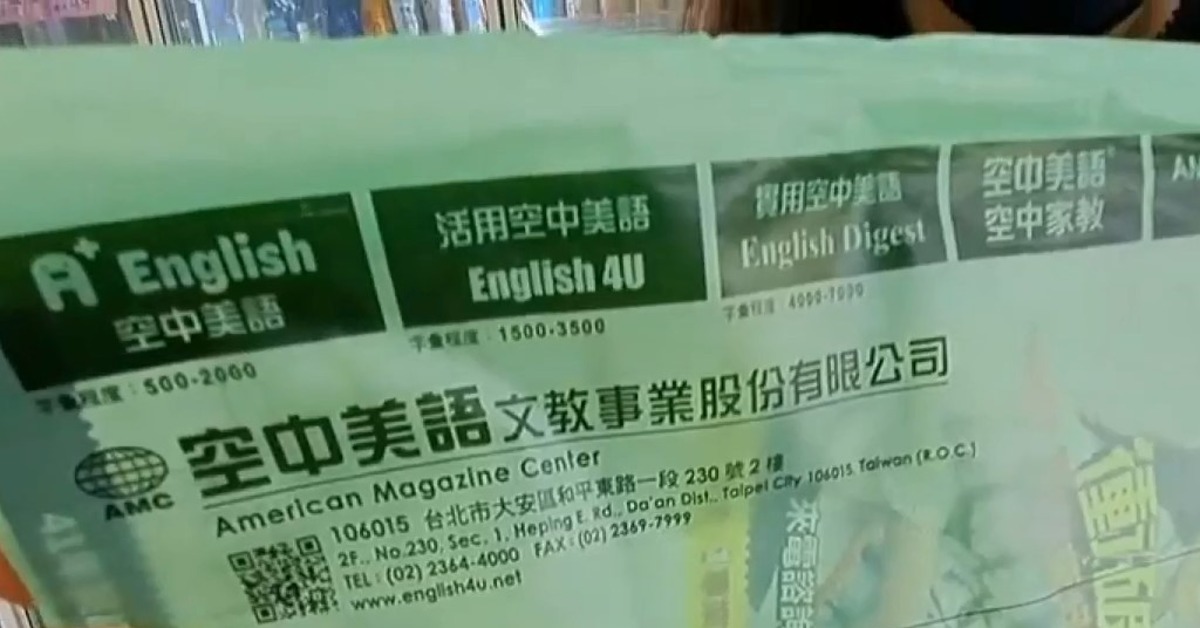 A+ English
空中美語
字彙程度：500-2000
活用空中美語
English 4U
字彙程度：1500-3500
實用空中美語
English Digest
字彙程度：4000-7000
空中美語®
空中家教
空中美語文教事業股份有限公司
American Magazine Center
AMC
106015 台北市大安區和平東路一段 230 號 2 樓
2F., No.230, Sec. 1, Heping E. Rd., Da'an Dist., Taipei City 106015, Taiwan (R.O.C.)
TEL：(02) 2364-4000 FAX：(02) 2369-7999
www.english4u.net
來電諮詢